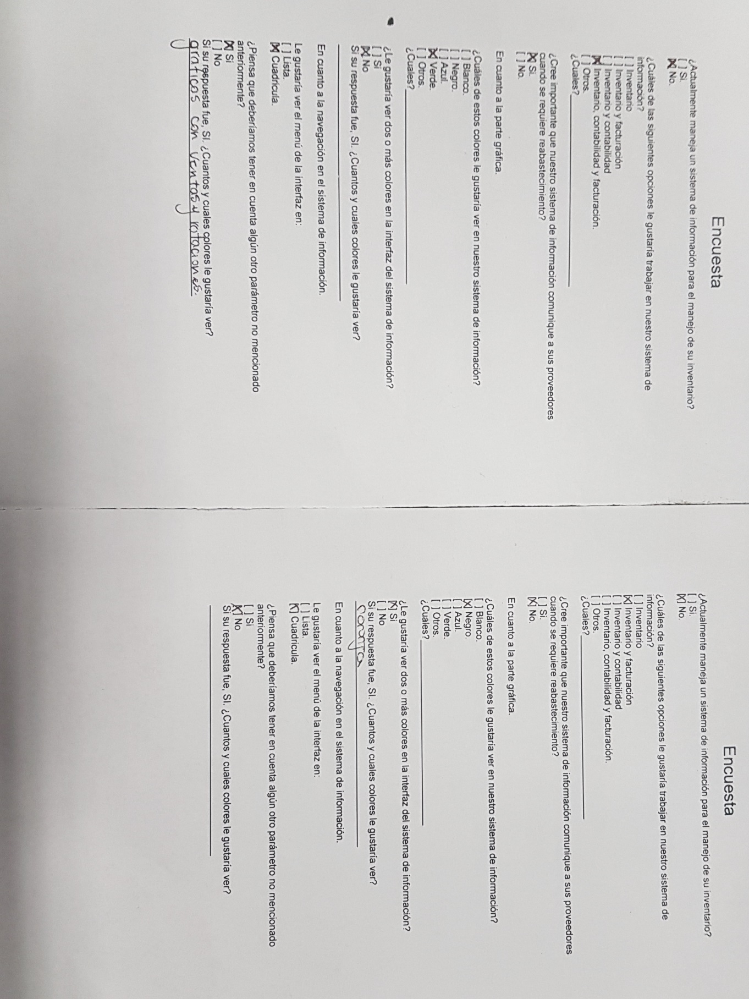 Encuesta
¿Actualmente maneja un sistema de información para el manejo de su inventario?
[ ] Si.
[X] No.
¿Cuáles de las siguientes opciones le gustaría trabajar en nuestro sistema de
información?
[ ] Inventario
[ ] Inventario y facturación
[ ] Inventario y contabilidad
[X] Inventario, contabilidad y facturación.
[ ] Otros.
¿Cuales?
¿Cree importante que nuestro sistema de información comunique a sus proveedores
cuando se requiere reabastecimiento?
[X] Si.
[ ] No.
En cuanto a la parte gráfica.
¿Cuáles de estos colores le gustaría ver en nuestro sistema de información?
[ ] Blanco.
[ ] Negro.
[ ] Azul.
[X] Verde.
[ ] Otros.
¿Cuales?
¿Le gustaría ver dos o más colores en la interfaz del sistema de información?
[ ] Si
[X] No
Si su respuesta fue, SI. ¿Cuantos y cuales colores le gustaría ver?
En cuanto a la navegación en el sistema de información.
Le gustaría ver el menú de la interfaz en:
[ ] Lista.
[X] Cuadricula.
¿Piensa que deberíamos tener en cuenta algún otro parámetro no mencionado
anteriormente?
[X] Si
[ ] No
Si su respuesta fue, SI. ¿Cuantos y cuales colores le gustaría ver?
graficos con ventas y rotaciones.
Encuesta
¿Actualmente maneja un sistema de información para el manejo de su inventario?
[ ] Si.
[X] No.
¿Cuáles de las siguientes opciones le gustaría trabajar en nuestro sistema de
información?
[ ] Inventario
[X] Inventario y facturación
[ ] Inventario y contabilidad
[ ] Inventario, contabilidad y facturación.
[ ] Otros.
¿Cuales?
¿Cree importante que nuestro sistema de información comunique a sus proveedores
cuando se requiere reabastecimiento?
[ ] Si.
[X] No.
En cuanto a la parte gráfica.
¿Cuáles de estos colores le gustaría ver en nuestro sistema de información?
[ ] Blanco.
[X] Negro.
[ ] Azul.
[ ] Verde.
[ ] Otros.
¿Cuales?
¿Le gustaría ver dos o más colores en la interfaz del sistema de información?
[X] Si
[ ] No
Si su respuesta fue, SI. ¿Cuantos y cuales colores le gustaría ver?
En cuanto a la navegación en el sistema de información.
Le gustaría ver el menú de la interfaz en:
[ ] Lista.
[X] Cuadricula.
¿Piensa que deberíamos tener en cuenta algún otro parámetro no mencionado
anteriormente?
[ ] Si
[X] No
Si su respuesta fue, SI. ¿Cuantos y cuales colores le gustaría ver?